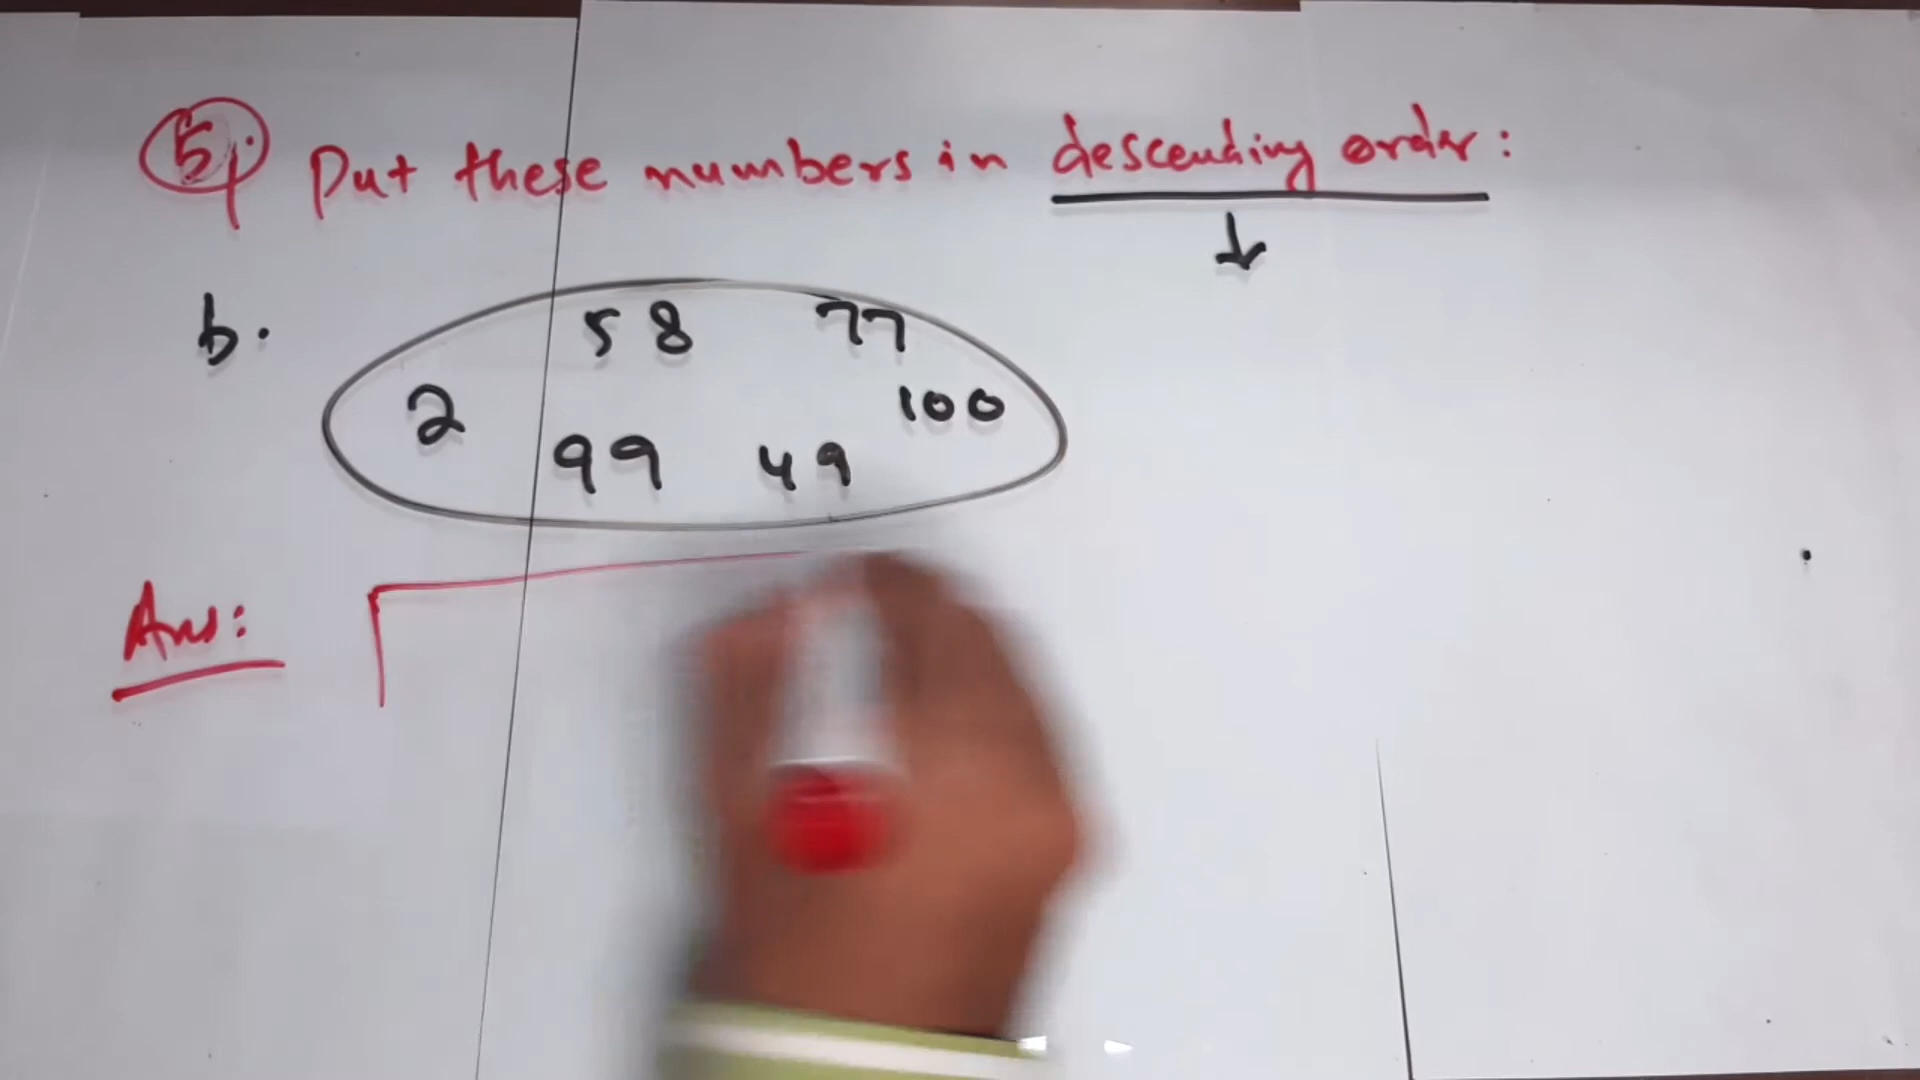 5. Put these numbers in descending order:
↓
b. 58 77
2 100
99 49
Ans: